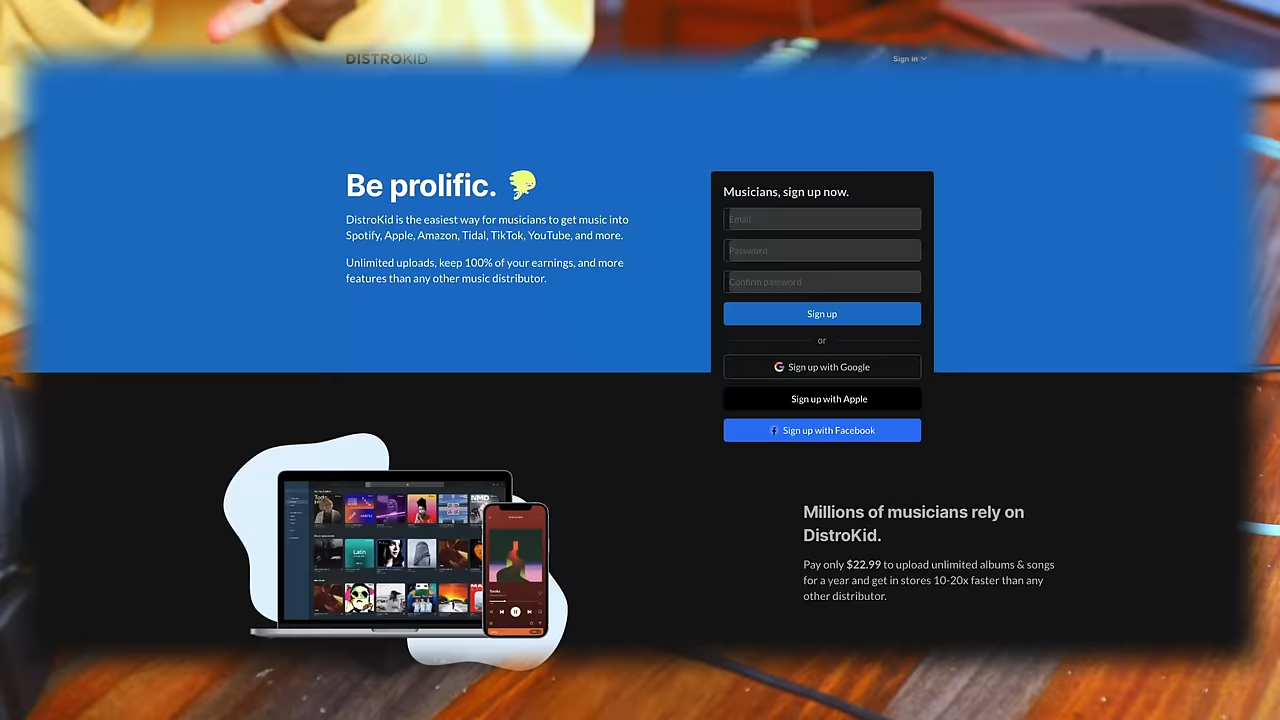 DISTROKID
Sign in
Be prolific.
DistroKid is the easiest way for musicians to get music into
Spotify, Apple, Amazon, Tidal, TikTok, YouTube, and more.
Unlimited uploads, keep 100% of your earnings, and more
features than any other music distributor.
Musicians, sign up now.
Email
Password
Confirm password
Sign up
or
Sign up with Google
Sign up with Apple
Sign up with Facebook
Latin
NMD
Millions of musicians rely on
DistroKid.
Pay only $22.99 to upload unlimited albums & songs
for a year and get in stores 10-20x faster than any
other distributor.